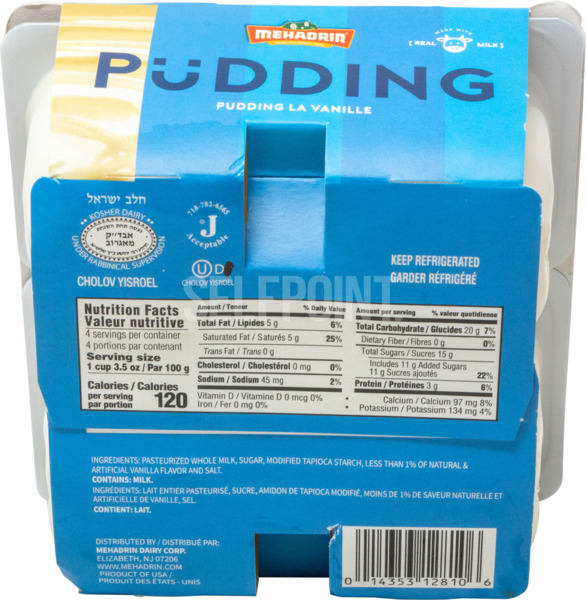 MEHADRIN
[ REAL MADE WITH MILK ]
PUDDING
PUDDING LA VANILLE
חלב ישראל
KOSHER DAIRY
UNDER RABBINICAL SUPERVISION
אבד״ק
מאגרוב
CHOLOV YISROEL
718-782-6865
J
Acceptable
U D
CHOLOV YISROEL
KEEP REFRIGERATED
GARDER RÉFRIGÉRÉ
SELEPOINT
Nutrition Facts
Valeur nutritive
4 servings per container
4 portions par contenant
Serving size
1 cup 3.5 oz / Par 100 g
Calories / Calories
per serving
par portion 120
Amount / Teneur % Daily Value
Total Fat / Lipides 5 g 6%
Saturated Fat / Saturés 5 g 25%
Trans Fat / Trans 0 g
Cholesterol / Cholestérol 0 mg 0%
Sodium / Sodium 45 mg 2%
Vitamin D / Vitamine D 0 mcg 0% •
Iron / Fer 0 mg 0%
Amount per serving % valeur quotidienne
Total Carbohydrate / Glucides 20 g 7%
Dietary Fiber / Fibres 0 g 0%
Total Sugars / Sucres 15 g
Includes 11 g Added Sugars
11 g Sucres ajoutés 22%
Protein / Protéines 3 g 6%
Calcium / Calcium 97 mg 8%
• Potassium / Potassium 134 mg 4%
INGREDIENTS: PASTEURIZED WHOLE MILK, SUGAR, MODIFIED TAPIOCA STARCH, LESS THAN 1% OF NATURAL &
ARTIFICIAL VANILLA FLAVOR AND SALT.
CONTAINS: MILK.
INGRÉDIENTS: LAIT ENTIER PASTEURISÉ, SUCRE, AMIDON DE TAPIOCA MODIFIÉ, MOINS DE 1% DE SAVEUR NATURELLE ET
ARTIFICIELLE DE VANILLE, SEL.
CONTIENT: LAIT.
DISTRIBUTED BY / DISTRIBUÉ PAR:
MEHADRIN DAIRY CORP.
ELIZABETH, NJ 07206
WWW.MEHADRIN.COM
PRODUCT OF USA /
PRODUIT DES ÉTATS - UNIS
0 14353 12810 6